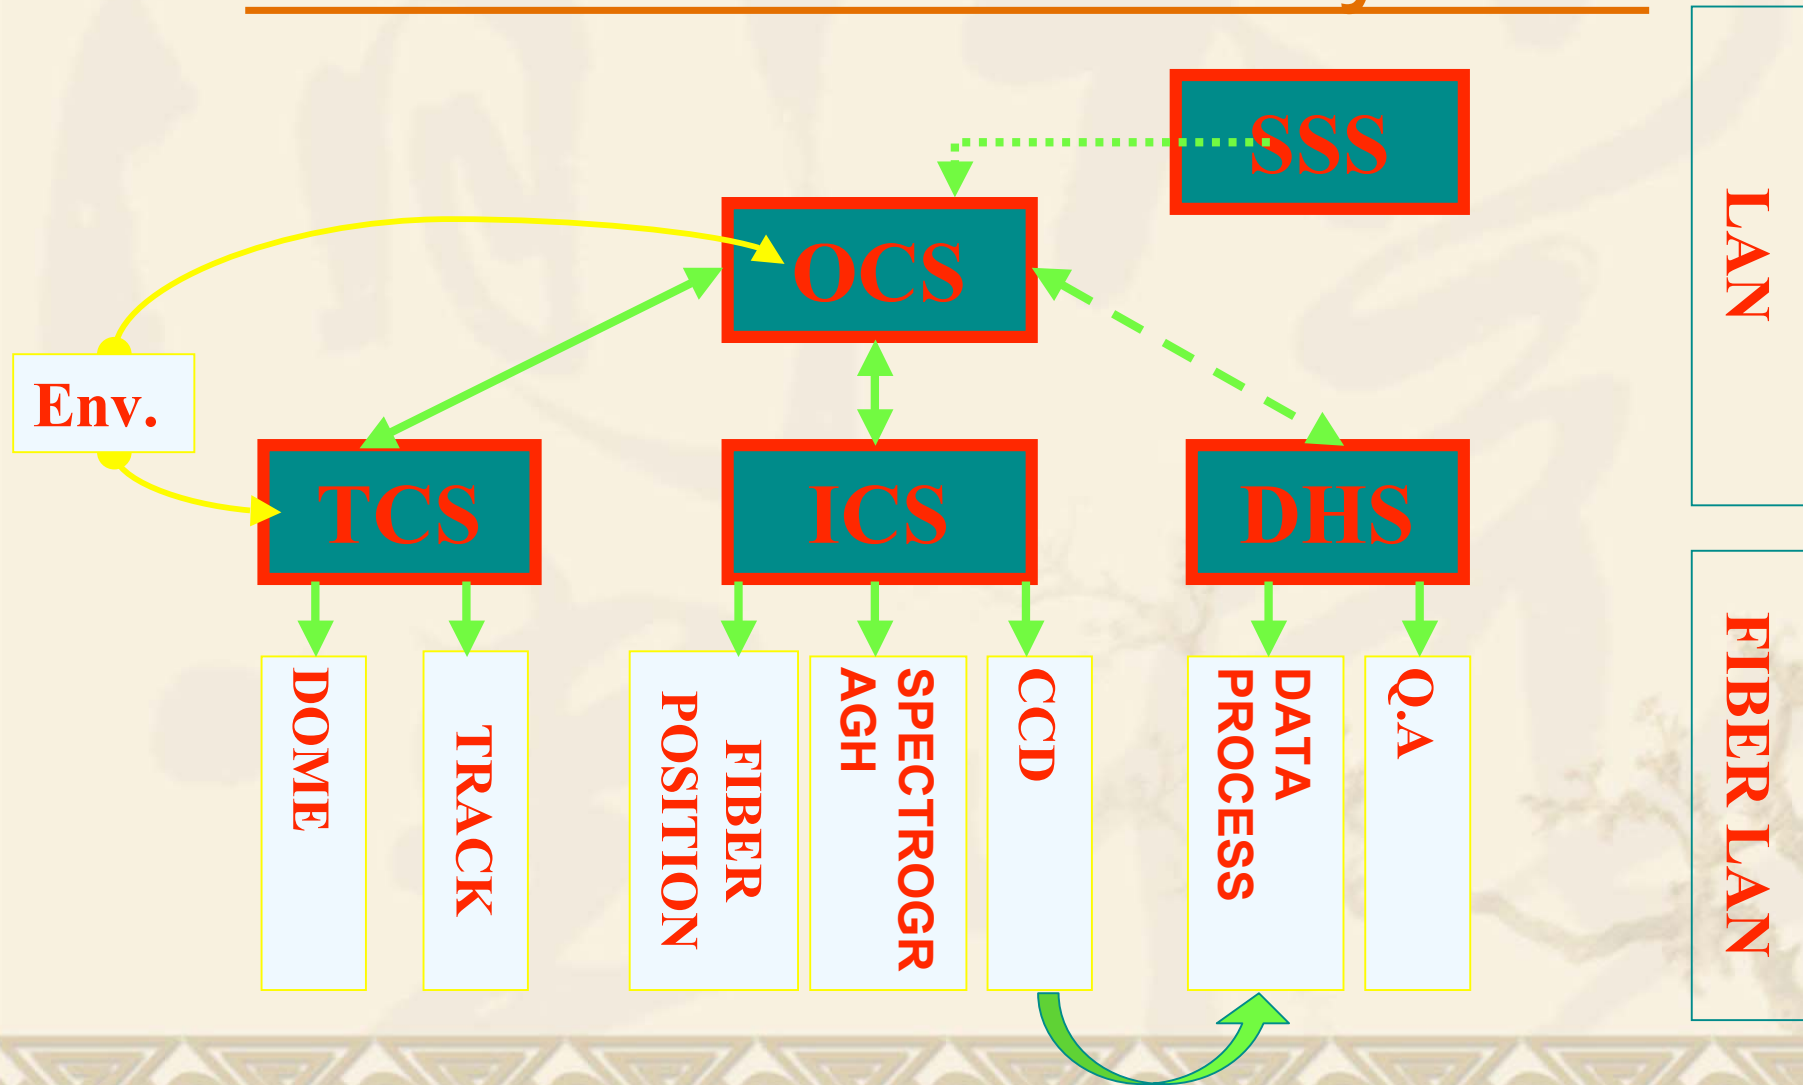 SSS
LAN
OCS
Env.
TCS
ICS
DHS
DOME
TRACK
FIBER
POSITION
SPECTROGR
AGH
CCD
DATA
PROCESS
Q.A
FIBER LAN